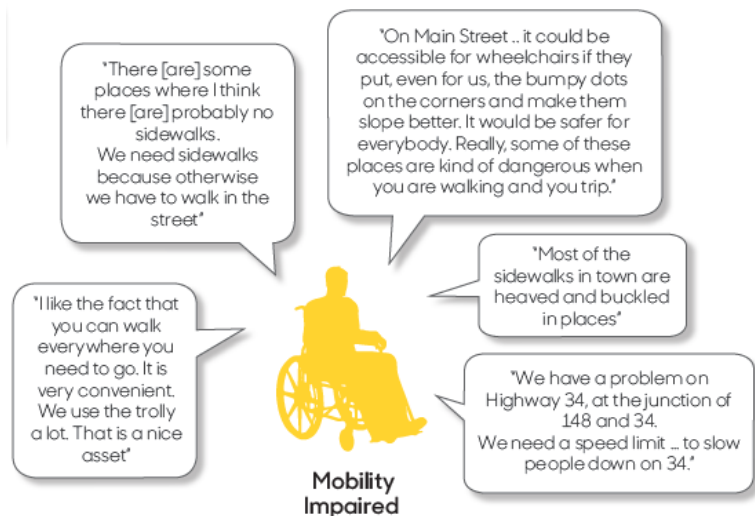 "There [are] some
places where I think
there [are] probably no
sidewalks.
We need sidewalks
because otherwise
we have to walk in the
street"
"On Main Street .. it could be
accessible for wheelchairs if they
put, even for us, the bumpy dots
on the corners and make them
slope better. It would be safer for
everybody. Really, some of these
places are kind of dangerous when
you are walking and you trip."
"Most of the
sidewalks in town are
heaved and buckled
in places"
"I like the fact that
you can walk
everywhere you
need to go. It is
very convenient.
We use the trolly
a lot. That is a nice
asset"
"We have a problem on
Highway 34, at the junction of
148 and 34.
We need a speed limit ... to slow
people down on 34."
Mobility
Impaired